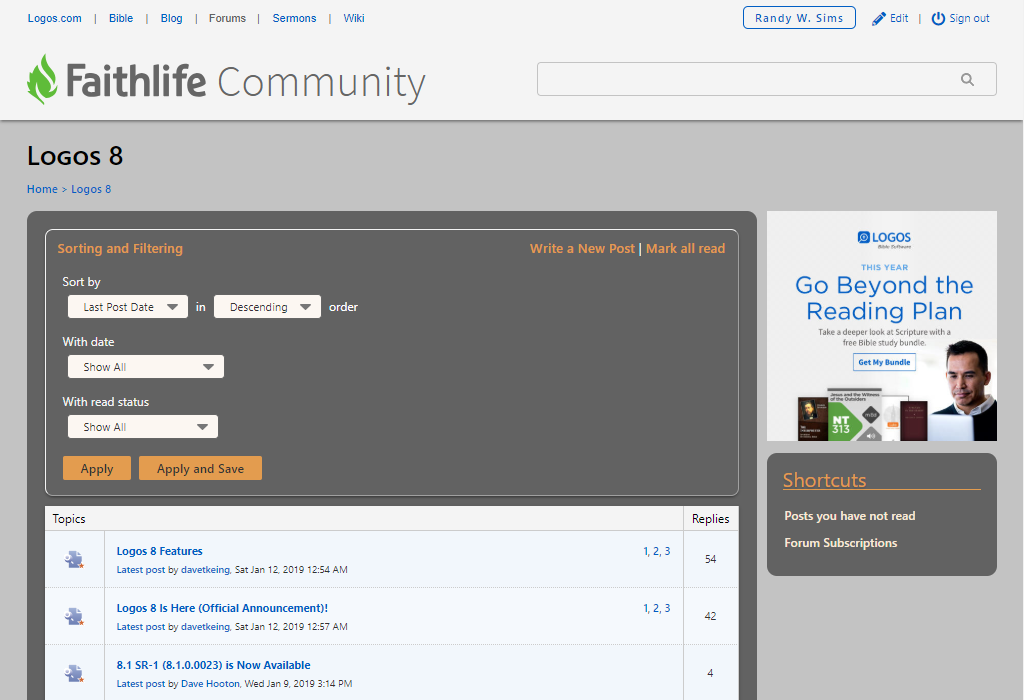 Logos.com | Bible | Blog | Forums | Sermons | Wiki
Randy W. Sims Edit | Sign out
Faithlife Community
Logos 8
Home > Logos 8
Sorting and Filtering
Write a New Post | Mark all read
Sort by
Last Post Date in Descending order
With date
Show All
With read status
Show All
Apply Apply and Save
Topics Replies
Logos 8 Features 1, 2, 3
Latest post by davetkeing, Sat Jan 12, 2019 12:54 AM
54
Logos 8 Is Here (Official Announcement)! 1, 2, 3
Latest post by davetkeing, Sat Jan 12, 2019 12:57 AM
42
8.1 SR-1 (8.1.0.0023) is Now Available
Latest post by Dave Hooton, Wed Jan 9, 2019 3:14 PM
4
LOGOS
Bible Software
THIS YEAR
Go Beyond the
Reading Plan
Take a deeper look at Scripture with a
free Bible study bundle.
Get My Bundle
Jesus and the Witness
of the Outsiders
NT
313
Shortcuts
Posts you have not read
Forum Subscriptions